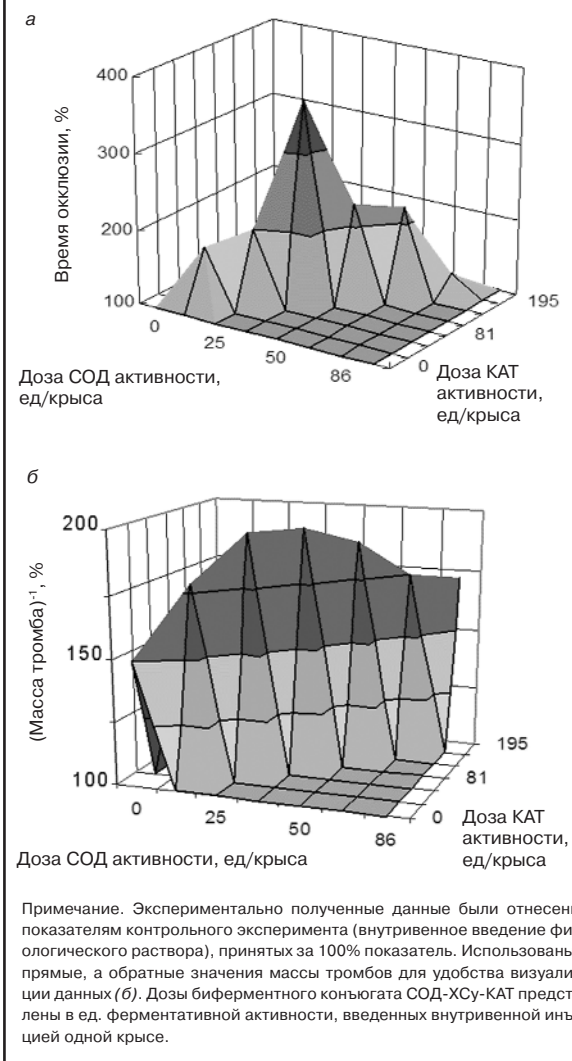 а
400
300
200
100
Время окклюзии, %
0
25
50
86
0
81
195
Доза СОД активности,
ед/крыса
Доза КАТ
активности,
ед/крыса
б
200
150
100
(Масса тромба)⁻¹, %
0
25
50
86
0
81
195
Доза СОД активности, ед/крыса
Доза КАТ
активности,
ед/крыса
Примечание. Экспериментально полученные данные были отнесен
показателям контрольного эксперимента (внутривенное введение фи
ологического раствора), принятых за 100% показатель. Использованы
прямые, а обратные значения массы тромбов для удобства визуали
ции данных (б). Дозы биферментного конъюгата СОД-ХСу-КАТ предст
лены в ед. ферментативной активности, введенных внутривенной инъ
цией одной крысе.